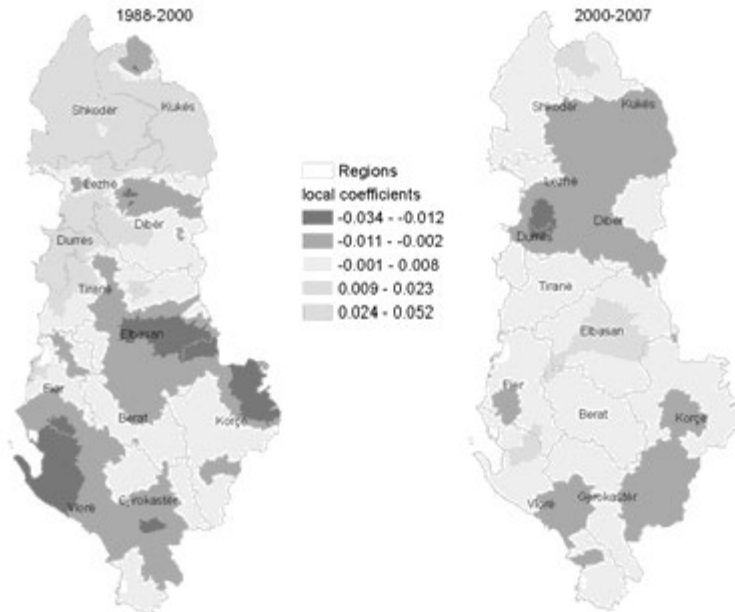 1988-2000
2000-2007
Shkodër
Kukës
Lezhë
Dibër
Durrës
Tiranë
Elbasan
Fier
Berat
Korçë
Vlorë
Gjirokastër
Regions
local coefficients
-0.034 - -0.012
-0.011 - -0.002
-0.001 - 0.008
0.009 - 0.023
0.024 - 0.052
Shkodër
Kukës
Lezhë
Dibër
Durrës
Tiranë
Elbasan
Fier
Berat
Korçë
Vlorë
Gjirokastër